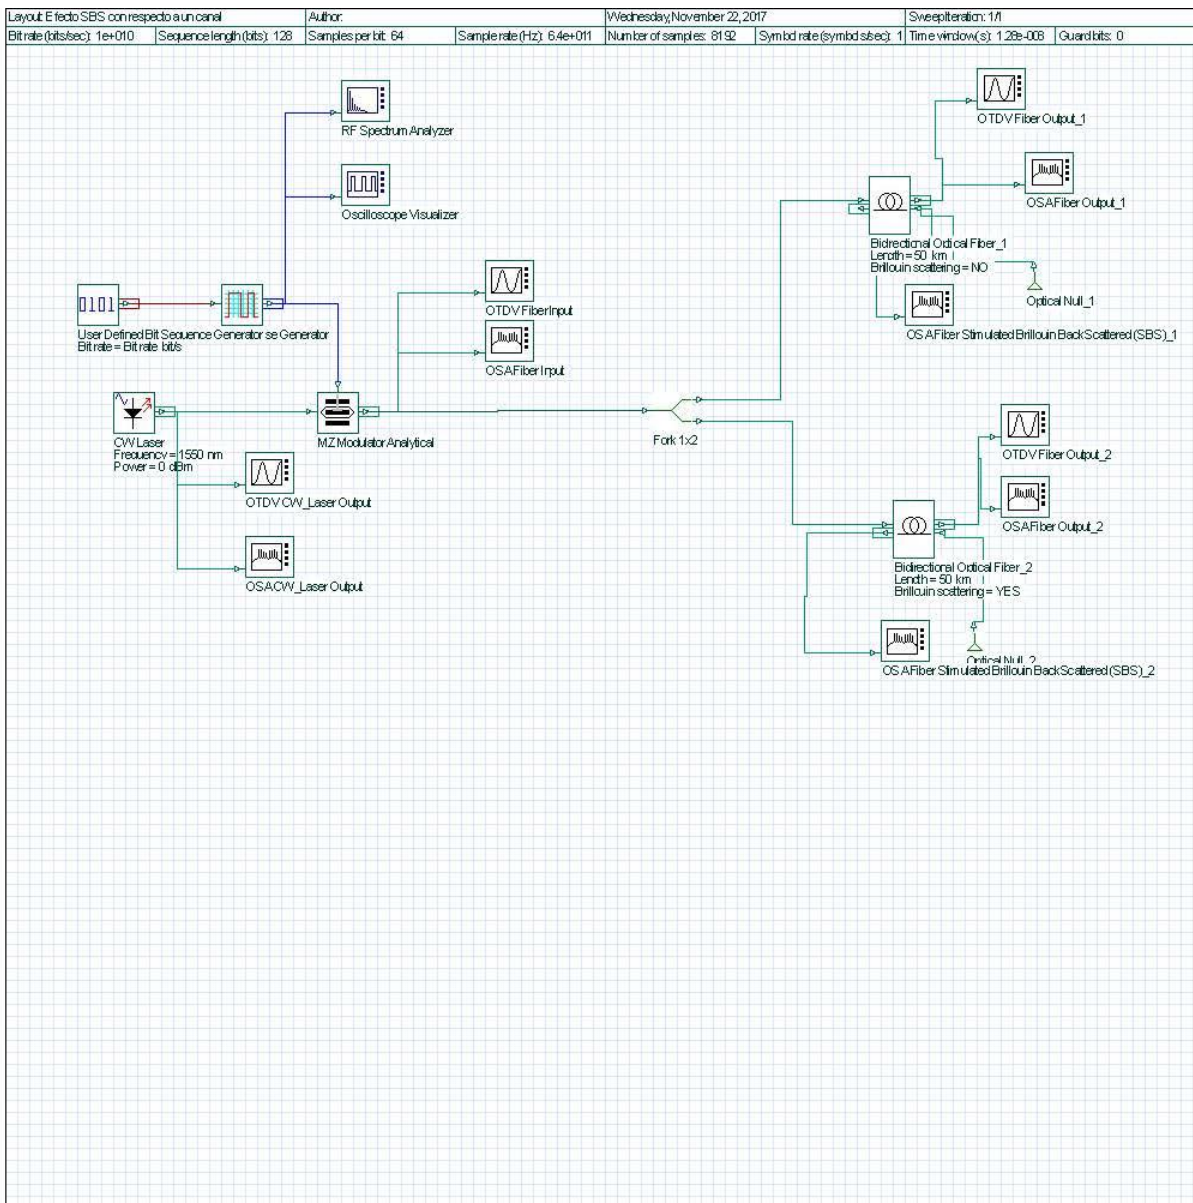 Layout: Efecto SBS con respecto a un canal
Author:
Wednesday, November 22, 2017
Sweep Iteration: 1/1
Bit rate (bits/sec): 1e+010
Sequence length (bits): 128
Samples per bit: 64
Sample rate (Hz): 6.4e+011
Number of samples: 8192
Symbol rate (symbols/sec): 1
Time window (s): 1.28e-008
Guard bits: 0
RF Spectrum Analyzer
Oscilloscope Visualizer
0101
User Defined Bit Sequence Generator se Generator
Bit rate = Bit rate bit/s
OTDV Fiber Input
OSA Fiber Input
CW Laser
Frequency = 1550 nm
Power = 0 dBm
MZ Modulator Analytical
OTDV CW_Laser Output
OSA CW_Laser Output
Fork 1x2
OTDV Fiber Output_1
OSA Fiber Output_1
Bidirectional Optical Fiber_1
Length = 50 km
Brillouin scattering = NO
Optical Null_1
OSA Fiber Stimulated Brillouin Back Scattered (SBS)_1
OTDV Fiber Output_2
OSA Fiber Output_2
Bidirectional Optical Fiber_2
Length = 50 km
Brillouin scattering = YES
Optical Null_2
OSA Fiber Stimulated Brillouin Back Scattered (SBS)_2